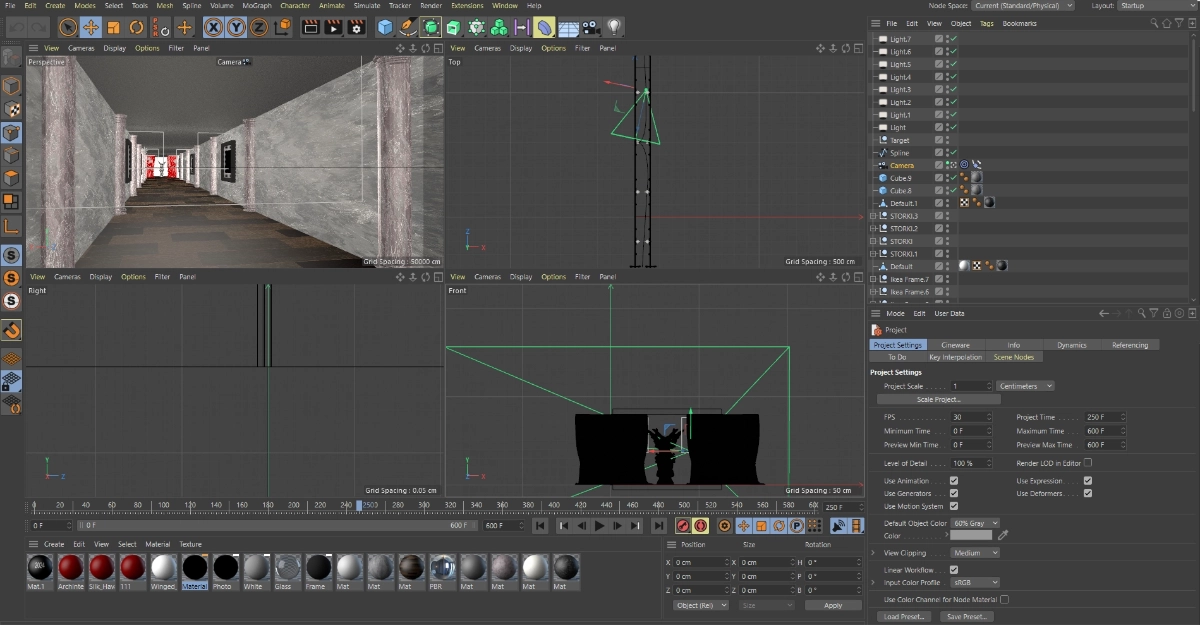 File Edit Create Modes Select Tools Mesh Spline Volume MoGraph Character Animate Simulate Tracker Render Extensions Window Help Node Space: Current (Standard/Physical) Layout: Startup
View Cameras Display Options Filter Panel
Perspective Camera
Grid Spacing : 50000 cm
View Cameras Display Options Filter Panel
Top
Grid Spacing : 500 cm
View Cameras Display Options Filter Panel
Right
Grid Spacing : 0.05 cm
View Cameras Display Options Filter Panel
Front
Grid Spacing : 50 cm
File Edit View Object Tags Bookmarks
Light.7
Light.6
Light.5
Light.4
Light.3
Light.2
Light.1
Light
Target
Spline
Camera
Cube.9
Cube.8
Default.1
STORKI.3
STORKI.2
STORKI
STORKI.1
Default
Ikea Frame.7
Ikea Frame.6
Mode Edit User Data
Project
Project Settings Cineware Info Dynamics Referencing
To Do Key Interpolation Scene Nodes
Project Settings
Project Scale 1 Centimeters
Scale Project...
FPS 30 Project Time 250 F
Minimum Time 0 F Maximum Time 600 F
Preview Min Time 0 F Preview Max Time 600 F
Level of Detail 100 % Render LOD in Editor
Use Animation Use Expression
Use Generators Use Deformers
Use Motion System
Default Object Color 60% Gray
Color
View Clipping Medium
Linear Workflow
Input Color Profile sRGB
Use Color Channel for Node Material
Load Preset... Save Preset...
0 20 40 60 80 100 120 140 160 180 200 220 2502 280 300 320 340 360 380 400 420 440 460 480 500 520 540 560 580 600 250 F
0 F 0 F 600 F 600 F
Create Edit View Select Material Texture
2024
Mat.1 Archinte Silk_Hav 111 Winged_ Material Photo White Glass Frame Mat Mat Mat PBR Mat Mat Mat Mat
Position Size Rotation
X 0 cm X 0 cm H 0 °
Y 0 cm Y 0 cm P 0 °
Z 0 cm Z 0 cm B 0 °
Object (Rel) Size Apply